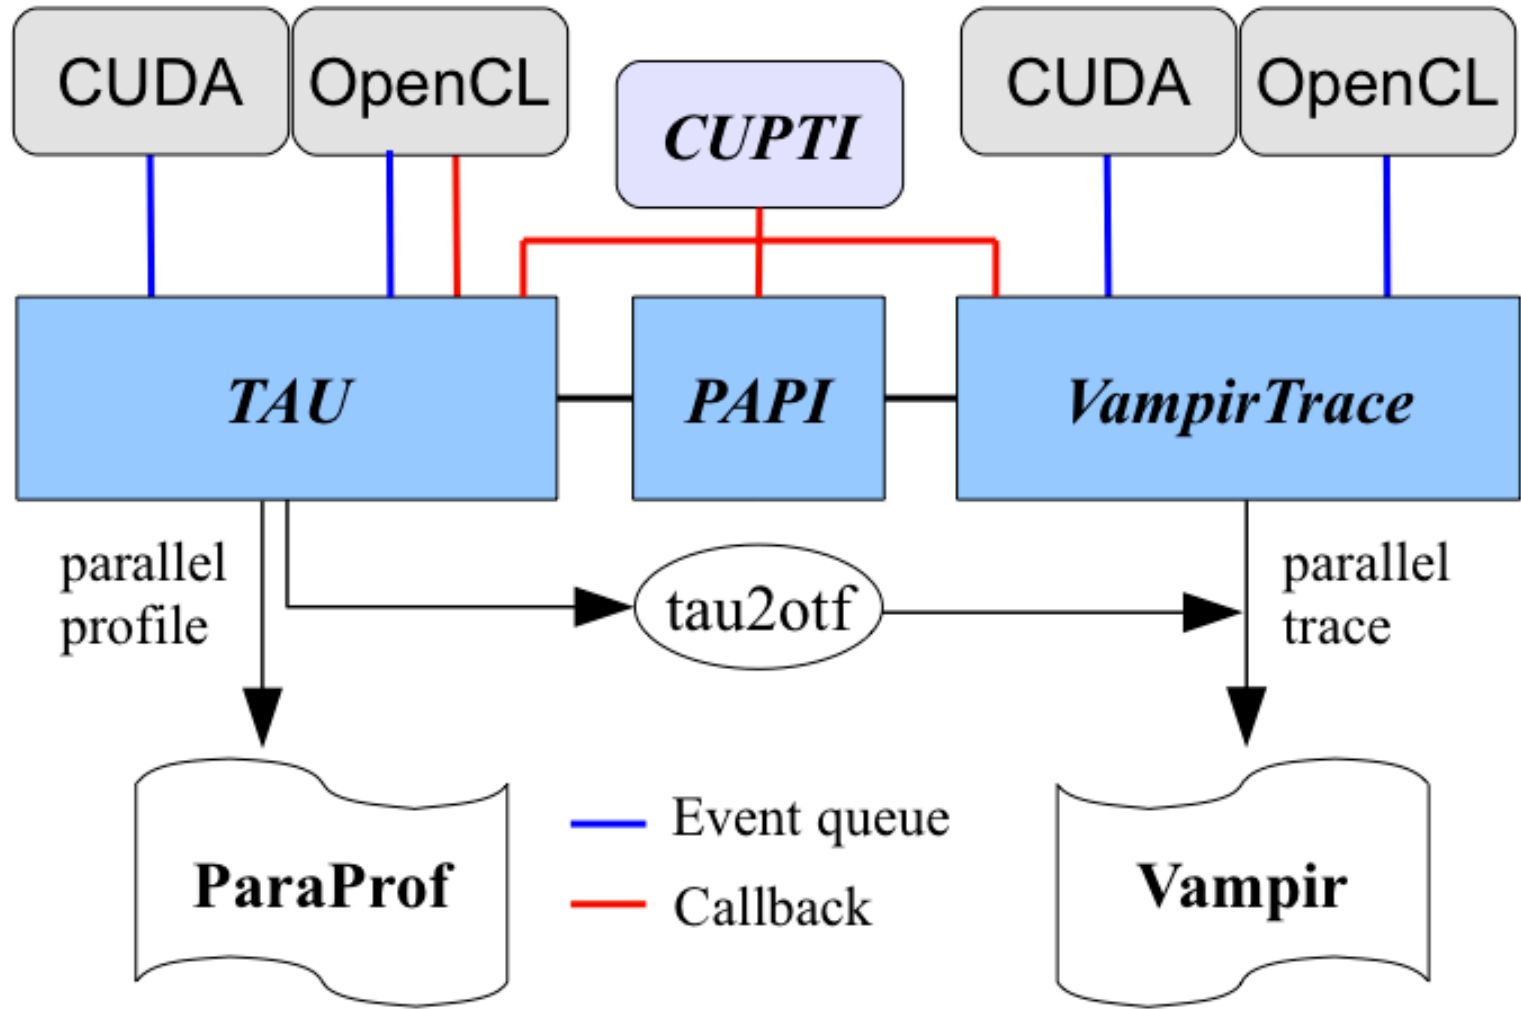 CUDA
OpenCL
CUPTI
CUDA
OpenCL
TAU
PAPI
VampirTrace
parallel
profile
tau2otf
parallel
trace
Event queue
Callback
ParaProf
Vampir